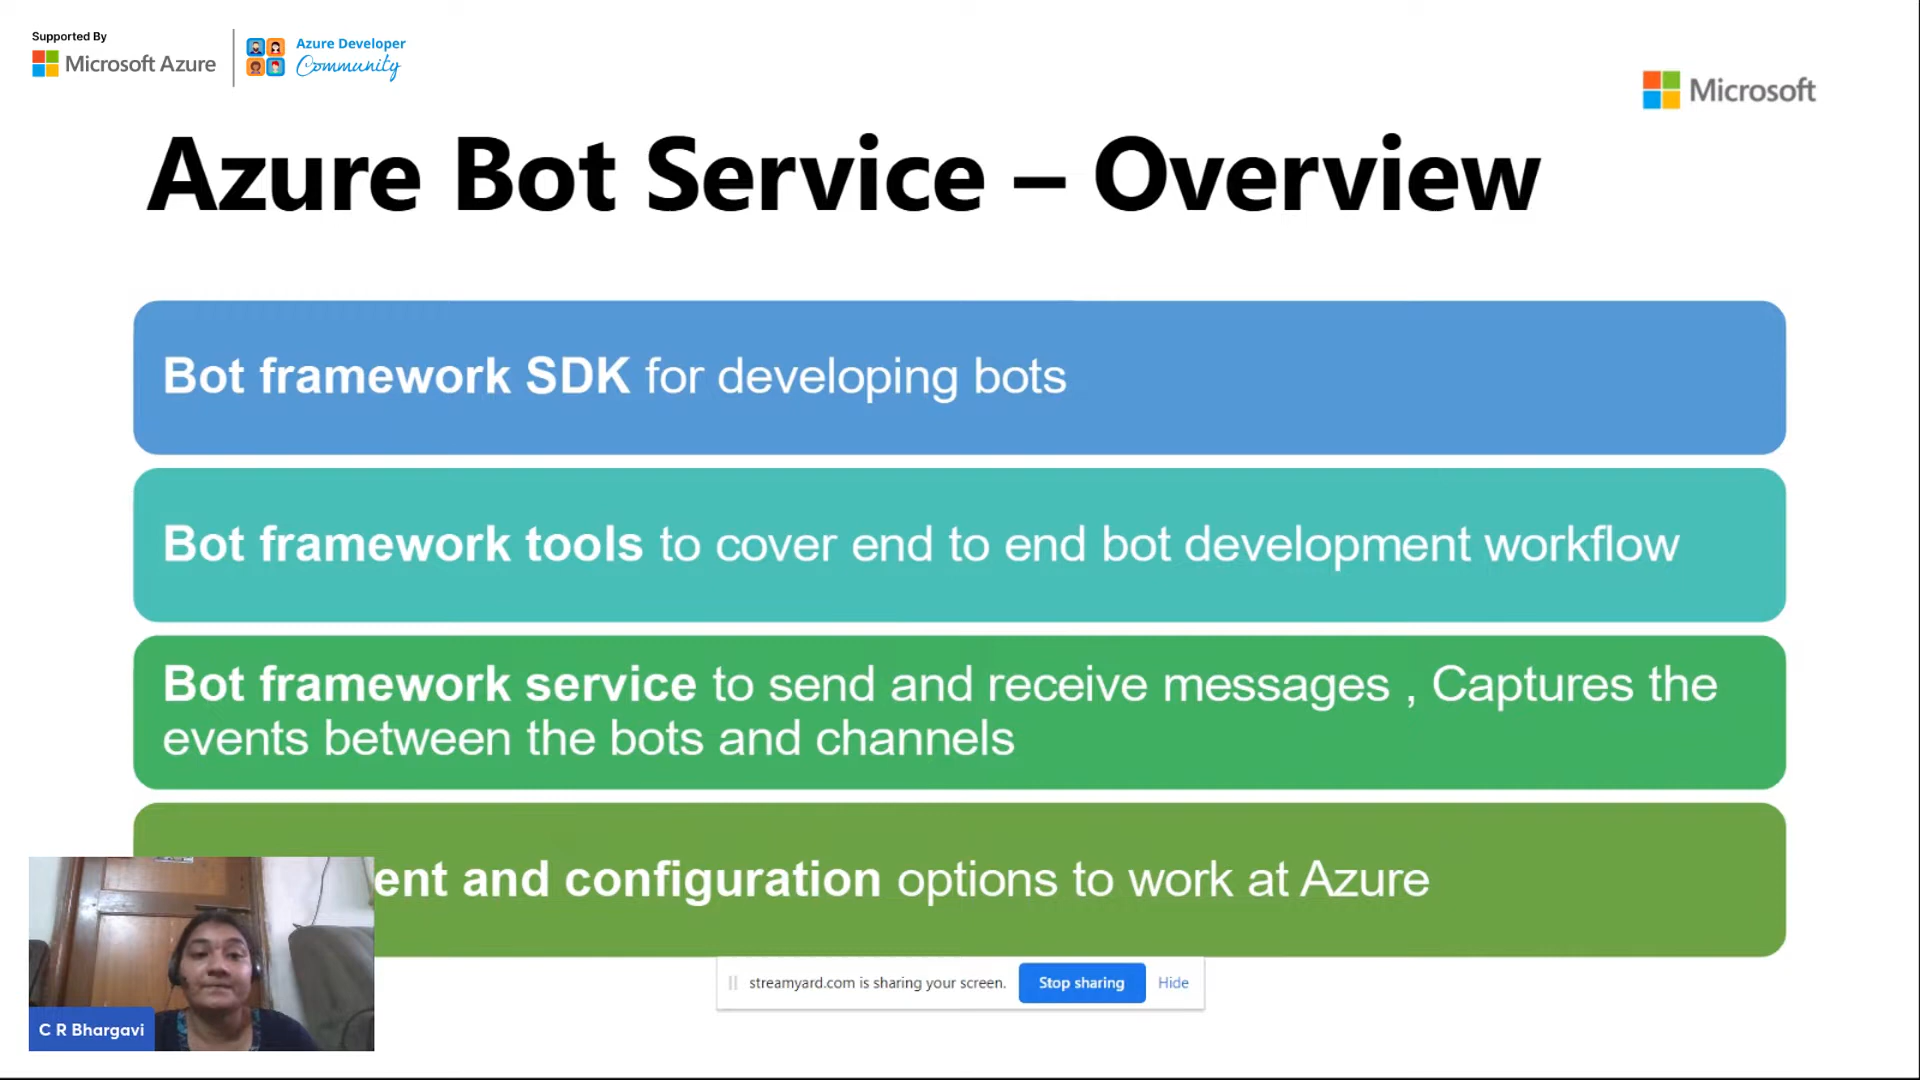 Supported By
Microsoft Azure
Azure Developer
Community
Microsoft
Azure Bot Service – Overview
Bot framework SDK for developing bots
Bot framework tools to cover end to end bot development workflow
Bot framework service to send and receive messages , Captures the
events between the bots and channels
ent and configuration options to work at Azure
streamyard.com is sharing your screen. Stop sharing Hide
C R Bhargavi